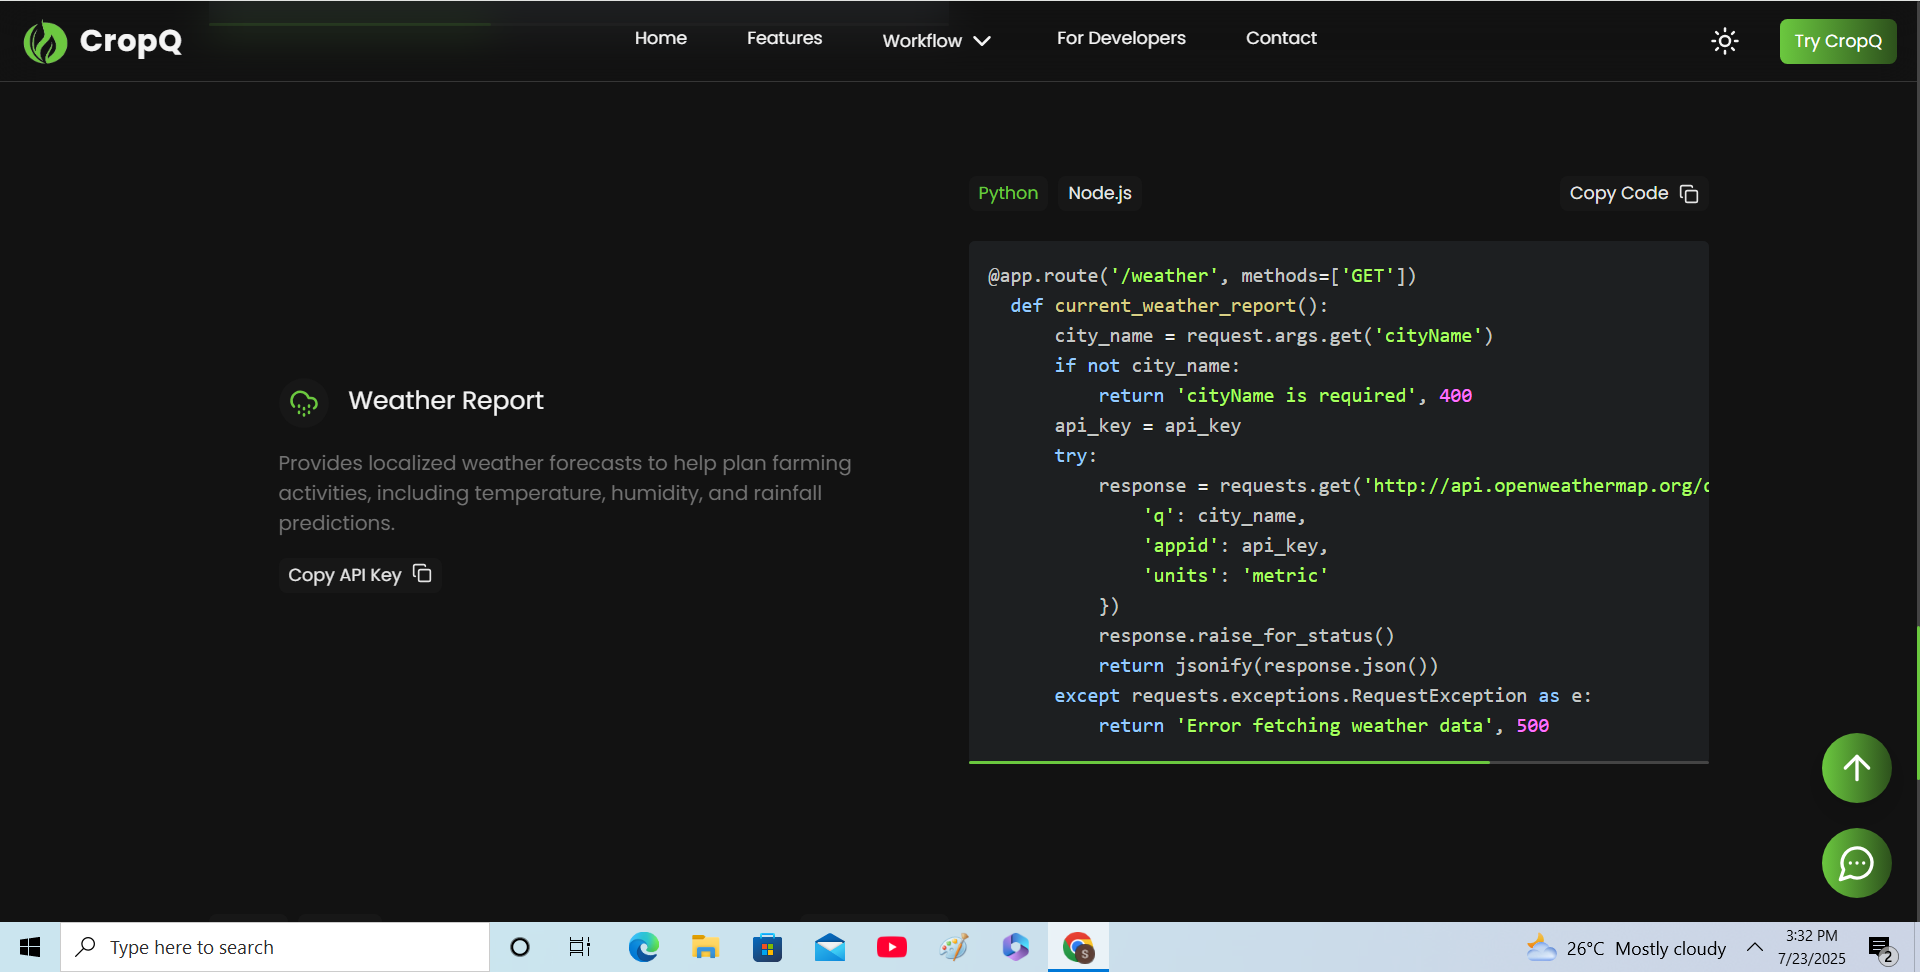 CropQ
Home
Features
Workflow
For Developers
Contact
Try CropQ
Python
Node.js
Copy Code
@app.route('/weather', methods=['GET'])
def current_weather_report():
city_name = request.args.get('cityName')
if not city_name:
return 'cityName is required', 400
api_key = api_key
try:
response = requests.get('http://api.openweathermap.org/
'q': city_name,
'appid': api_key,
'units': 'metric'
})
response.raise_for_status()
return jsonify(response.json())
except requests.exceptions.RequestException as e:
return 'Error fetching weather data', 500
Weather Report
Provides localized weather forecasts to help plan farming
activities, including temperature, humidity, and rainfall
predictions.
Copy API Key
Type here to search
S
26°C Mostly cloudy
3:32 PM
7/23/2025
2